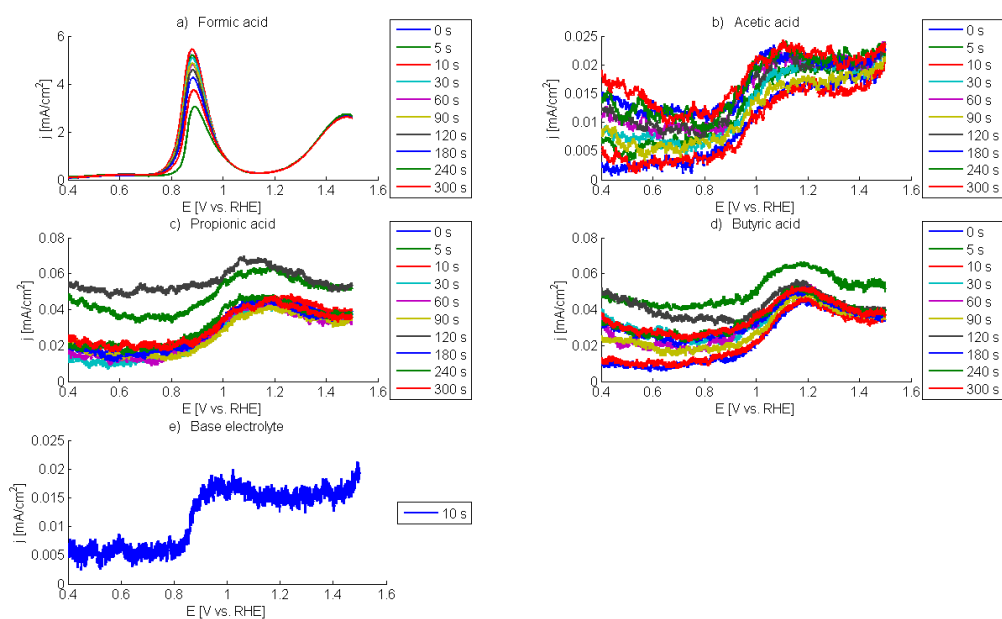 a) Formic acid
j [mA/cm2]
6
4
2
0
0.4 0.6 0.8 1 1.2 1.4 1.6
E [V vs. RHE]
0 s
5 s
10 s
30 s
60 s
90 s
120 s
180 s
240 s
300 s
b) Acetic acid
j [mA/cm2]
0.025
0.02
0.015
0.01
0.005
0
0.4 0.6 0.8 1 1.2 1.4 1.6
E [V vs. RHE]
0 s
5 s
10 s
30 s
60 s
90 s
120 s
180 s
240 s
300 s
c) Propionic acid
j [mA/cm2]
0.08
0.06
0.04
0.02
0
0.4 0.6 0.8 1 1.2 1.4 1.6
E [V vs. RHE]
0 s
5 s
10 s
30 s
60 s
90 s
120 s
180 s
240 s
300 s
d) Butyric acid
j [mA/cm2]
0.08
0.06
0.04
0.02
0
0.4 0.6 0.8 1 1.2 1.4 1.6
E [V vs. RHE]
0 s
5 s
10 s
30 s
60 s
90 s
120 s
180 s
240 s
300 s
e) Base electrolyte
j [mA/cm2]
0.025
0.02
0.015
0.01
0.005
0
0.4 0.6 0.8 1 1.2 1.4 1.6
E [V vs. RHE]
10 s